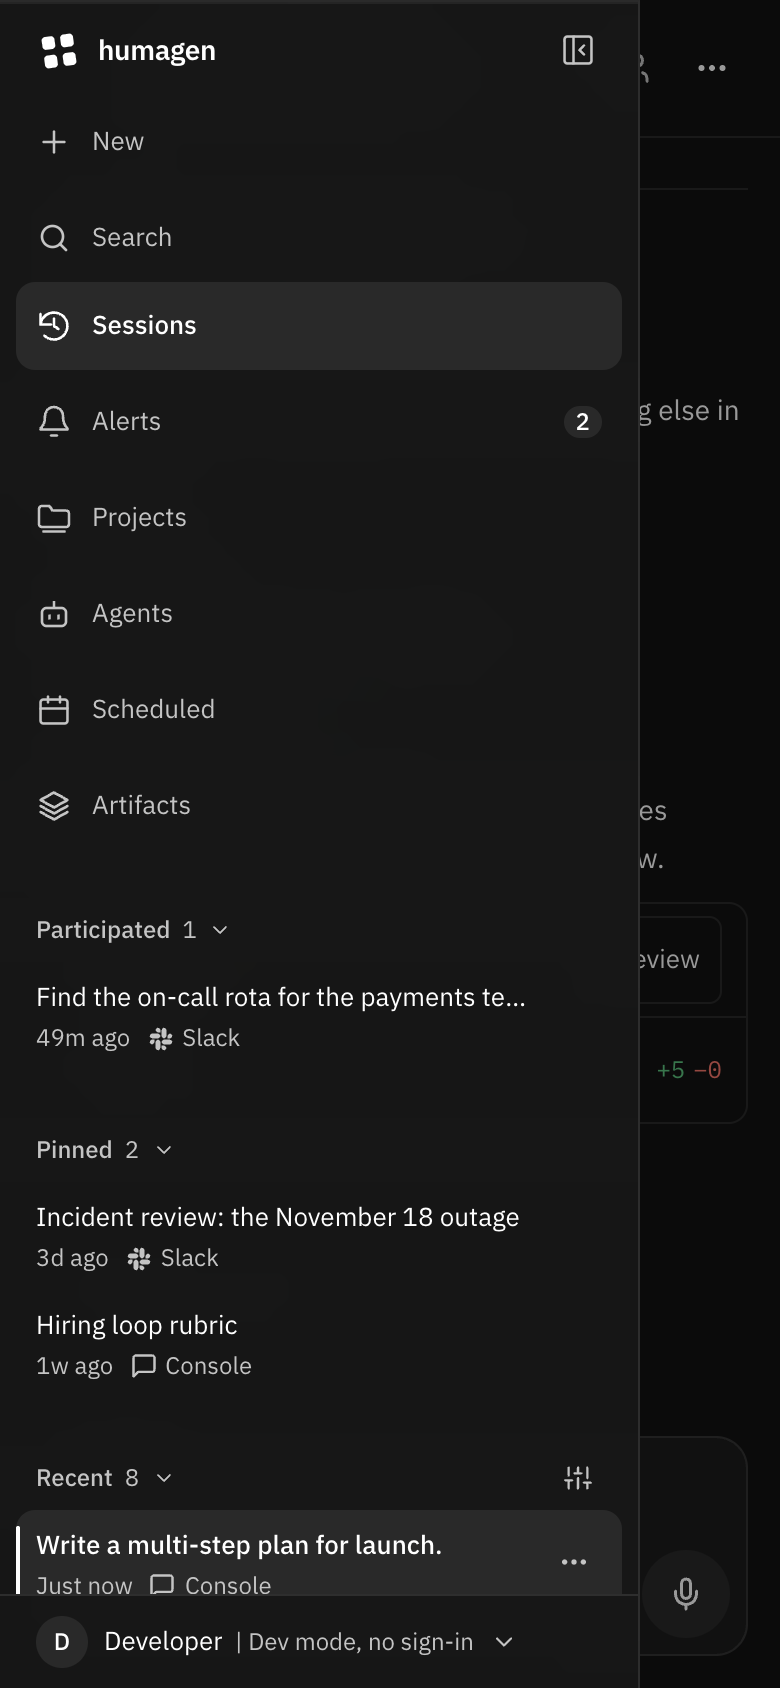 humagen
New
Search
Sessions
Alerts
2
g else in
Projects
Agents
Scheduled
Artifacts
es
w.
Participated 1
eview
Find the on-call rota for the payments te...
49m ago Slack
+5 −0
Pinned 2
Incident review: the November 18 outage
3d ago Slack
Hiring loop rubric
1w ago Console
Recent 8
Write a multi-step plan for launch.
Just now Console
D
Developer | Dev mode, no sign-in